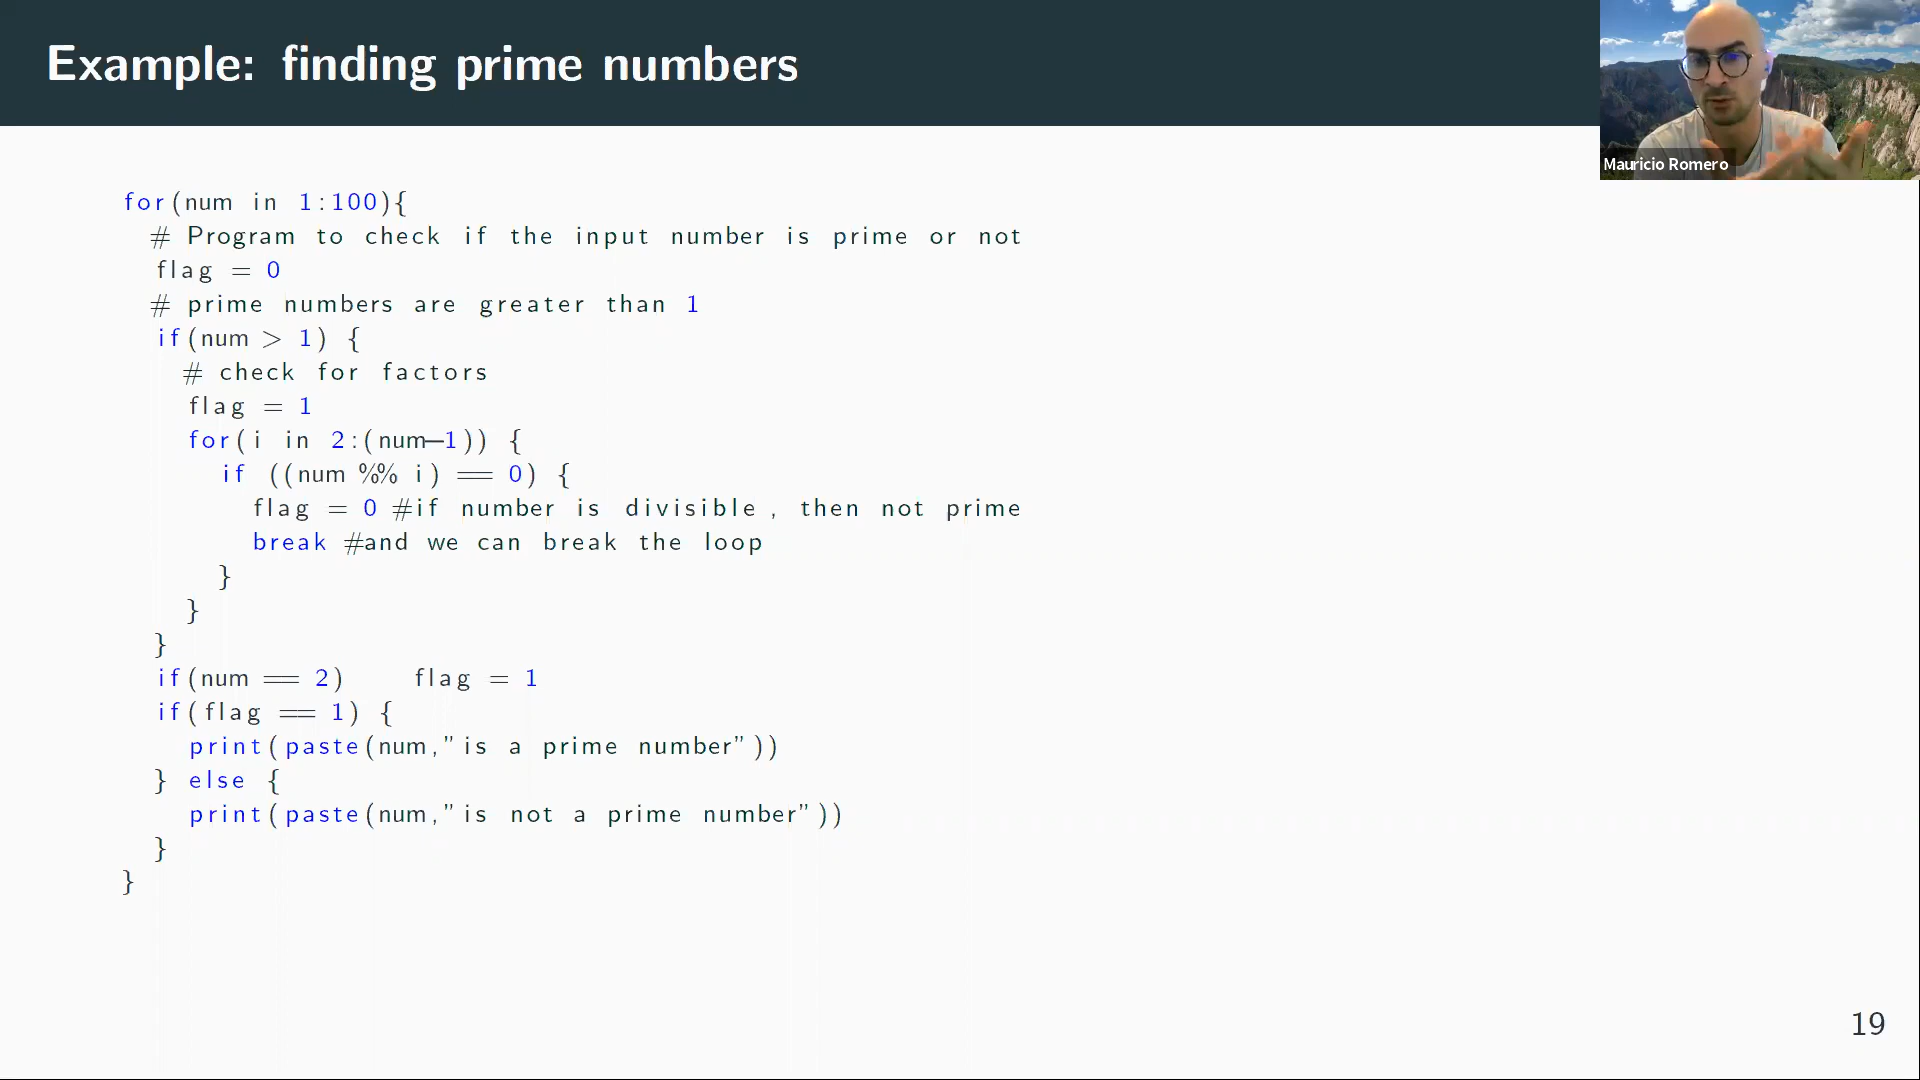 Example: finding prime numbers
Mauricio Romero
for(num in 1:100){
# Program to check if the input number is prime or not
flag = 0
# prime numbers are greater than 1
if(num > 1) {
# check for factors
flag = 1
for(i in 2:(num-1)) {
if ((num %% i) == 0) {
flag = 0 #if number is divisible, then not prime
break #and we can break the loop
}
}
}
if(num == 2) flag = 1
if(flag == 1) {
print(paste(num,"is a prime number"))
} else {
print(paste(num,"is not a prime number"))
}
}
19